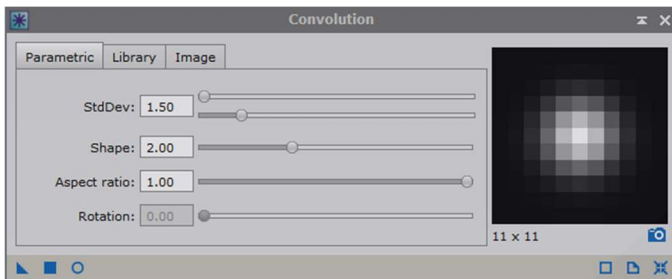 Convolution
Parametric Library Image
StdDev: 1.50
Shape: 2.00
Aspect ratio: 1.00
Rotation: 0.00
11 x 11